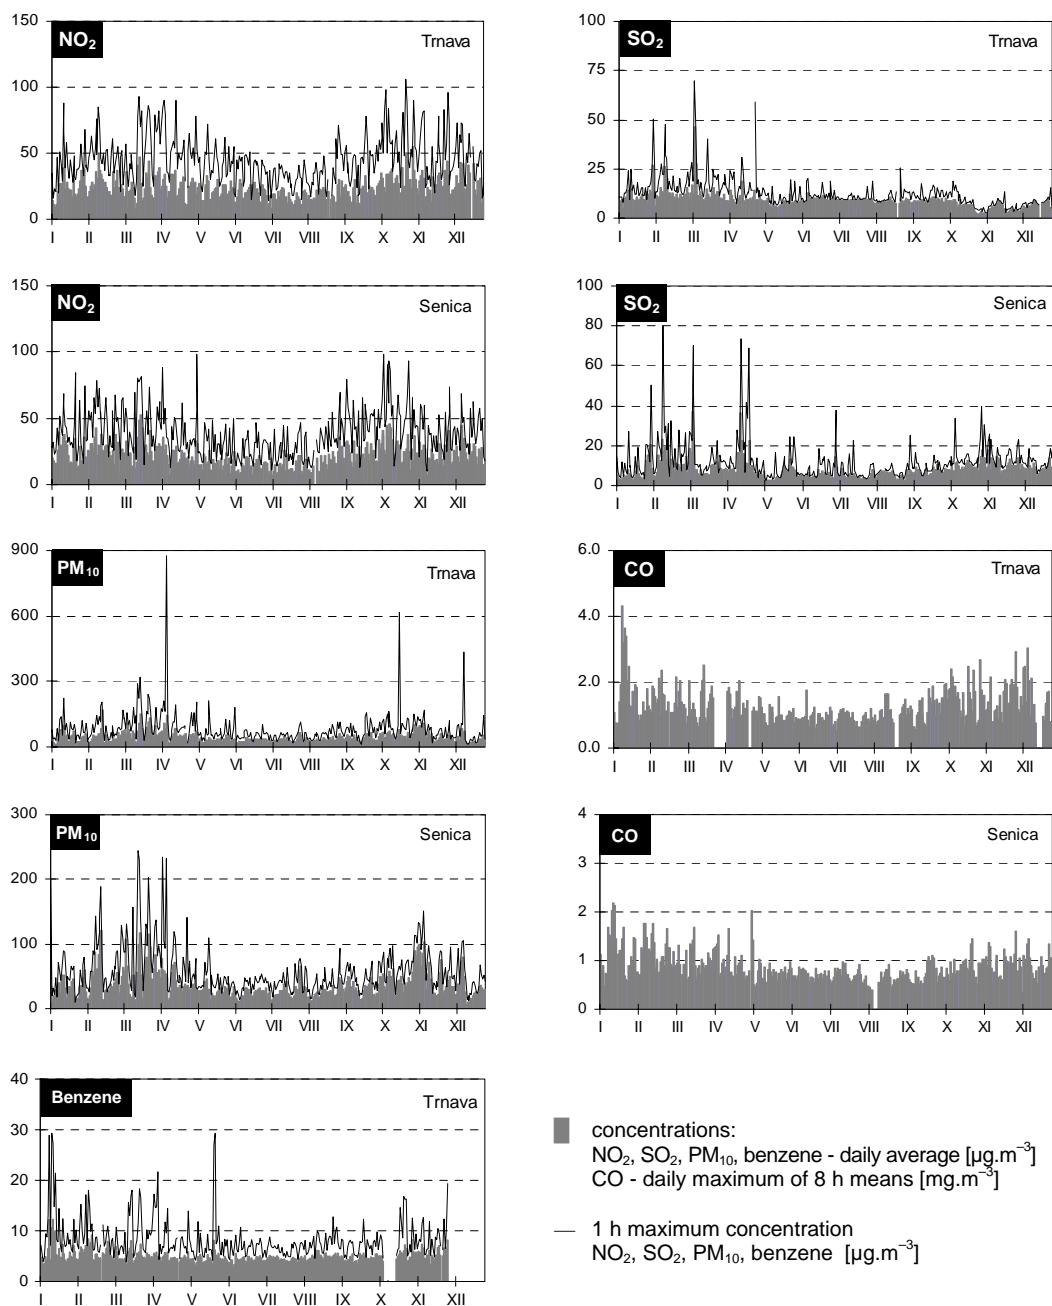 150
NO₂
Trnava
100
50
0
I II III IV V VI VII VIII IX X XI XII
100
SO₂
Trnava
75
50
25
0
I II III IV V VI VII VIII IX X XI XII
150
NO₂
Senica
100
50
0
I II III IV V VI VII VIII IX X XI XII
100
SO₂
Senica
80
60
40
20
0
I II III IV V VI VII VIII IX X XI XII
900
PM₁₀
Trnava
600
300
0
I II III IV V VI VII VIII IX X XI XII
6.0
CO
Trnava
4.0
2.0
0.0
I II III IV V VI VII VIII IX X XI XII
300
PM₁₀
Senica
200
100
0
I II III IV V VI VII VIII IX X XI XII
4
CO
Senica
3
2
1
0
I II III IV V VI VII VIII IX X XI XII
40
Benzene
Trnava
30
20
10
0
I II III IV V VI VII VIII IX X XI XII
concentrations:
NO₂, SO₂, PM₁₀, benzene - daily average [µg.m⁻³]
CO - daily maximum of 8 h means [mg.m⁻³]
1 h maximum concentration
NO₂, SO₂, PM₁₀, benzene [µg.m⁻³]